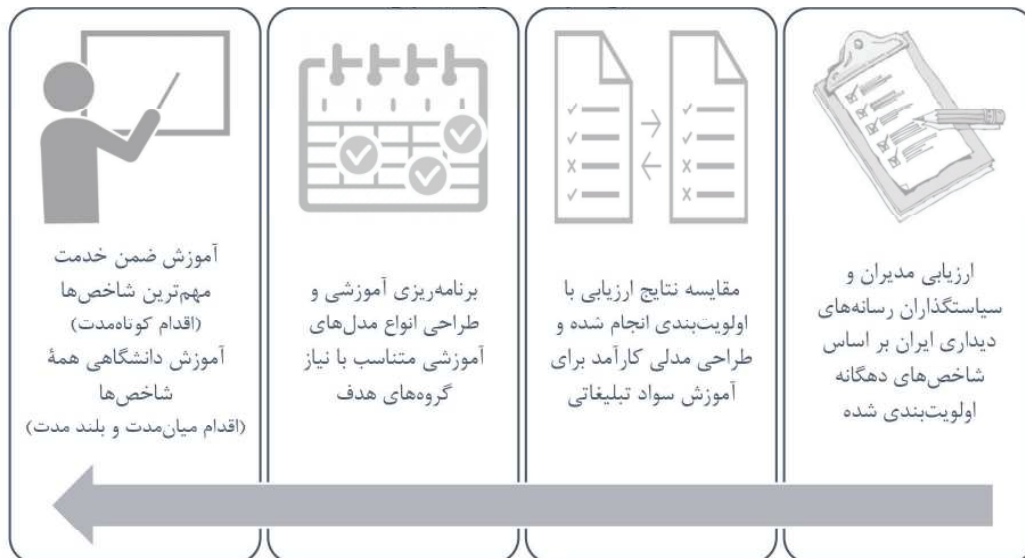 ارزیابی مدیران و
سیاستگذاران رسانه‌های
دیداری ایران بر اساس
شاخص‌های دهگانه
اولویت‌بندی شده
مقایسه نتایج ارزیابی با
اولویت‌بندی انجام شده و
طراحی مدلی کارآمد برای
آموزش سواد تبلیغاتی
برنامه‌ریزی آموزشی و
طراحی انواع مدل‌های
آموزشی متناسب با نیاز
گروه‌های هدف
آموزش ضمن خدمت
مهم‌ترین شاخص‌ها
(اقدام کوتاه‌مدت)
آموزش دانشگاهی همهٔ
شاخص‌ها
(اقدام میان‌مدت و بلند مدت)